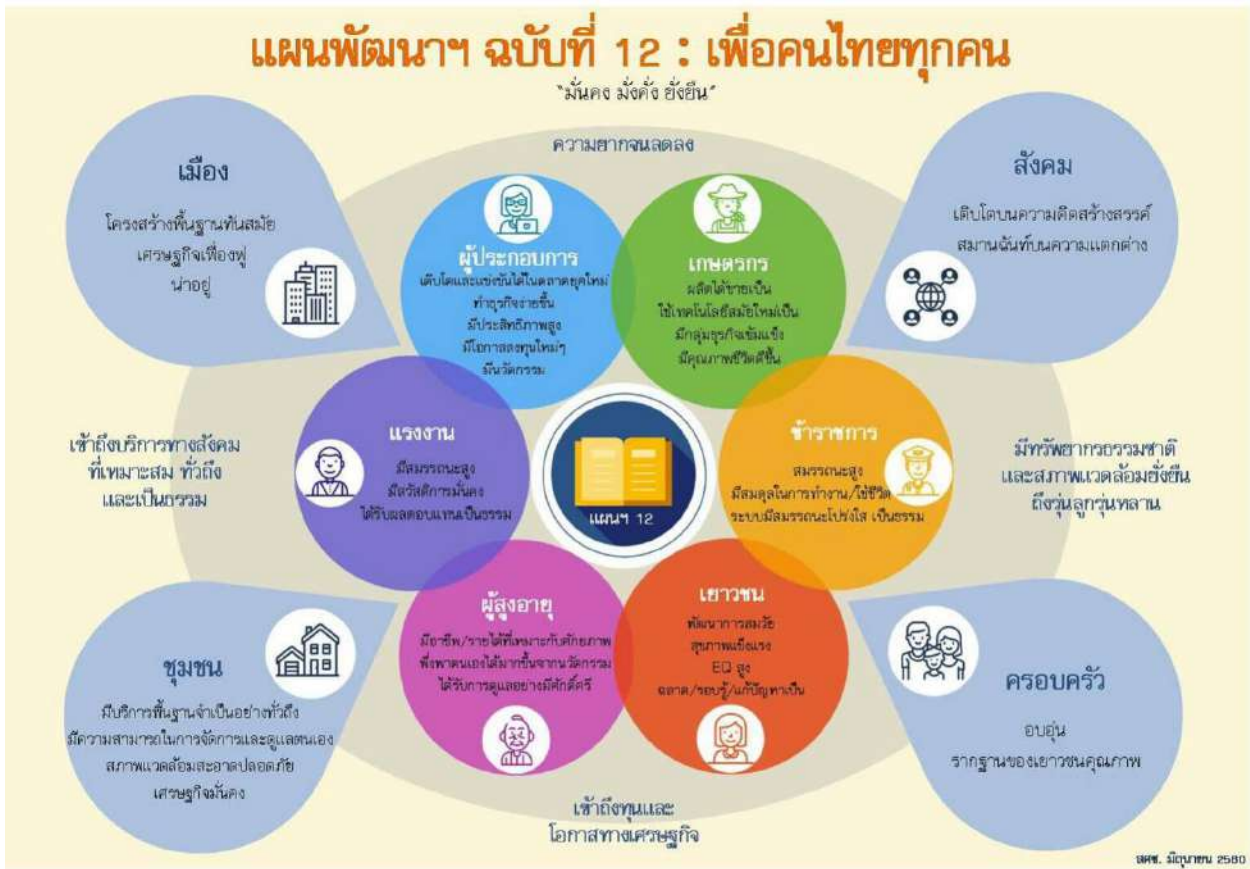 แผนพัฒนาฯ ฉบับที่ 12 : เพื่อคนไทยทุกคน
"มั่นคง มั่งคั่ง ยั่งยืน"
ความยากจนลดลง
เมือง
โครงสร้างพื้นฐานทันสมัย
เศรษฐกิจเฟื่องฟู
น่าอยู่
ผู้ประกอบการ
เติบโตและแข่งขันได้ในตลาดยุคใหม่
ทำธุรกิจง่ายขึ้น
มีประสิทธิภาพสูง
มีโอกาสลงทุนใหม่ๆ
มีนวัตกรรม
เกษตรกร
ผลิตได้ขายเป็น
ใช้เทคโนโลยีสมัยใหม่เป็น
มีกลุ่มธุรกิจเข้มแข็ง
มีคุณภาพชีวิตดีขึ้น
สังคม
เติบโตบนความคิดสร้างสรรค์
สมานฉันท์บนความแตกต่าง
เข้าถึงบริการทางสังคม
ที่เหมาะสม ทั่วถึง
และเป็นธรรม
แรงงาน
มีสมรรถนะสูง
มีสวัสดิการมั่นคง
ได้รับผลตอบแทนเป็นธรรม
แผนฯ 12
ข้าราชการ
สมรรถนะสูง
มีสมดุลในการทำงาน/ใช้ชีวิต
ระบบมีสมรรถนะโปร่งใส เป็นธรรม
มีทรัพยากรธรรมชาติ
และสภาพแวดล้อมยั่งยืน
ถึงรุ่นลูกรุ่นหลาน
ชุมชน
มีบริการพื้นฐานจำเป็นอย่างทั่วถึง
มีความสามารถในการจัดการและดูแลตนเอง
สภาพแวดล้อมสะอาดปลอดภัย
เศรษฐกิจมั่นคง
ผู้สูงอายุ
มีอาชีพ/รายได้ที่เหมาะกับศักยภาพ
พึ่งพาตนเองได้มากขึ้นจากนวัตกรรม
ได้รับการดูแลอย่างมีศักดิ์ศรี
เยาวชน
พัฒนาการสมวัย
สุขภาพแข็งแรง
EQ สูง
ฉลาด/รอบรู้/แก้ปัญหาเป็น
ครอบครัว
อบอุ่น
รากฐานของเยาวชนคุณภาพ
เข้าถึงทุนและ
โอกาสทางเศรษฐกิจ
สศช. มิถุนายน 2560